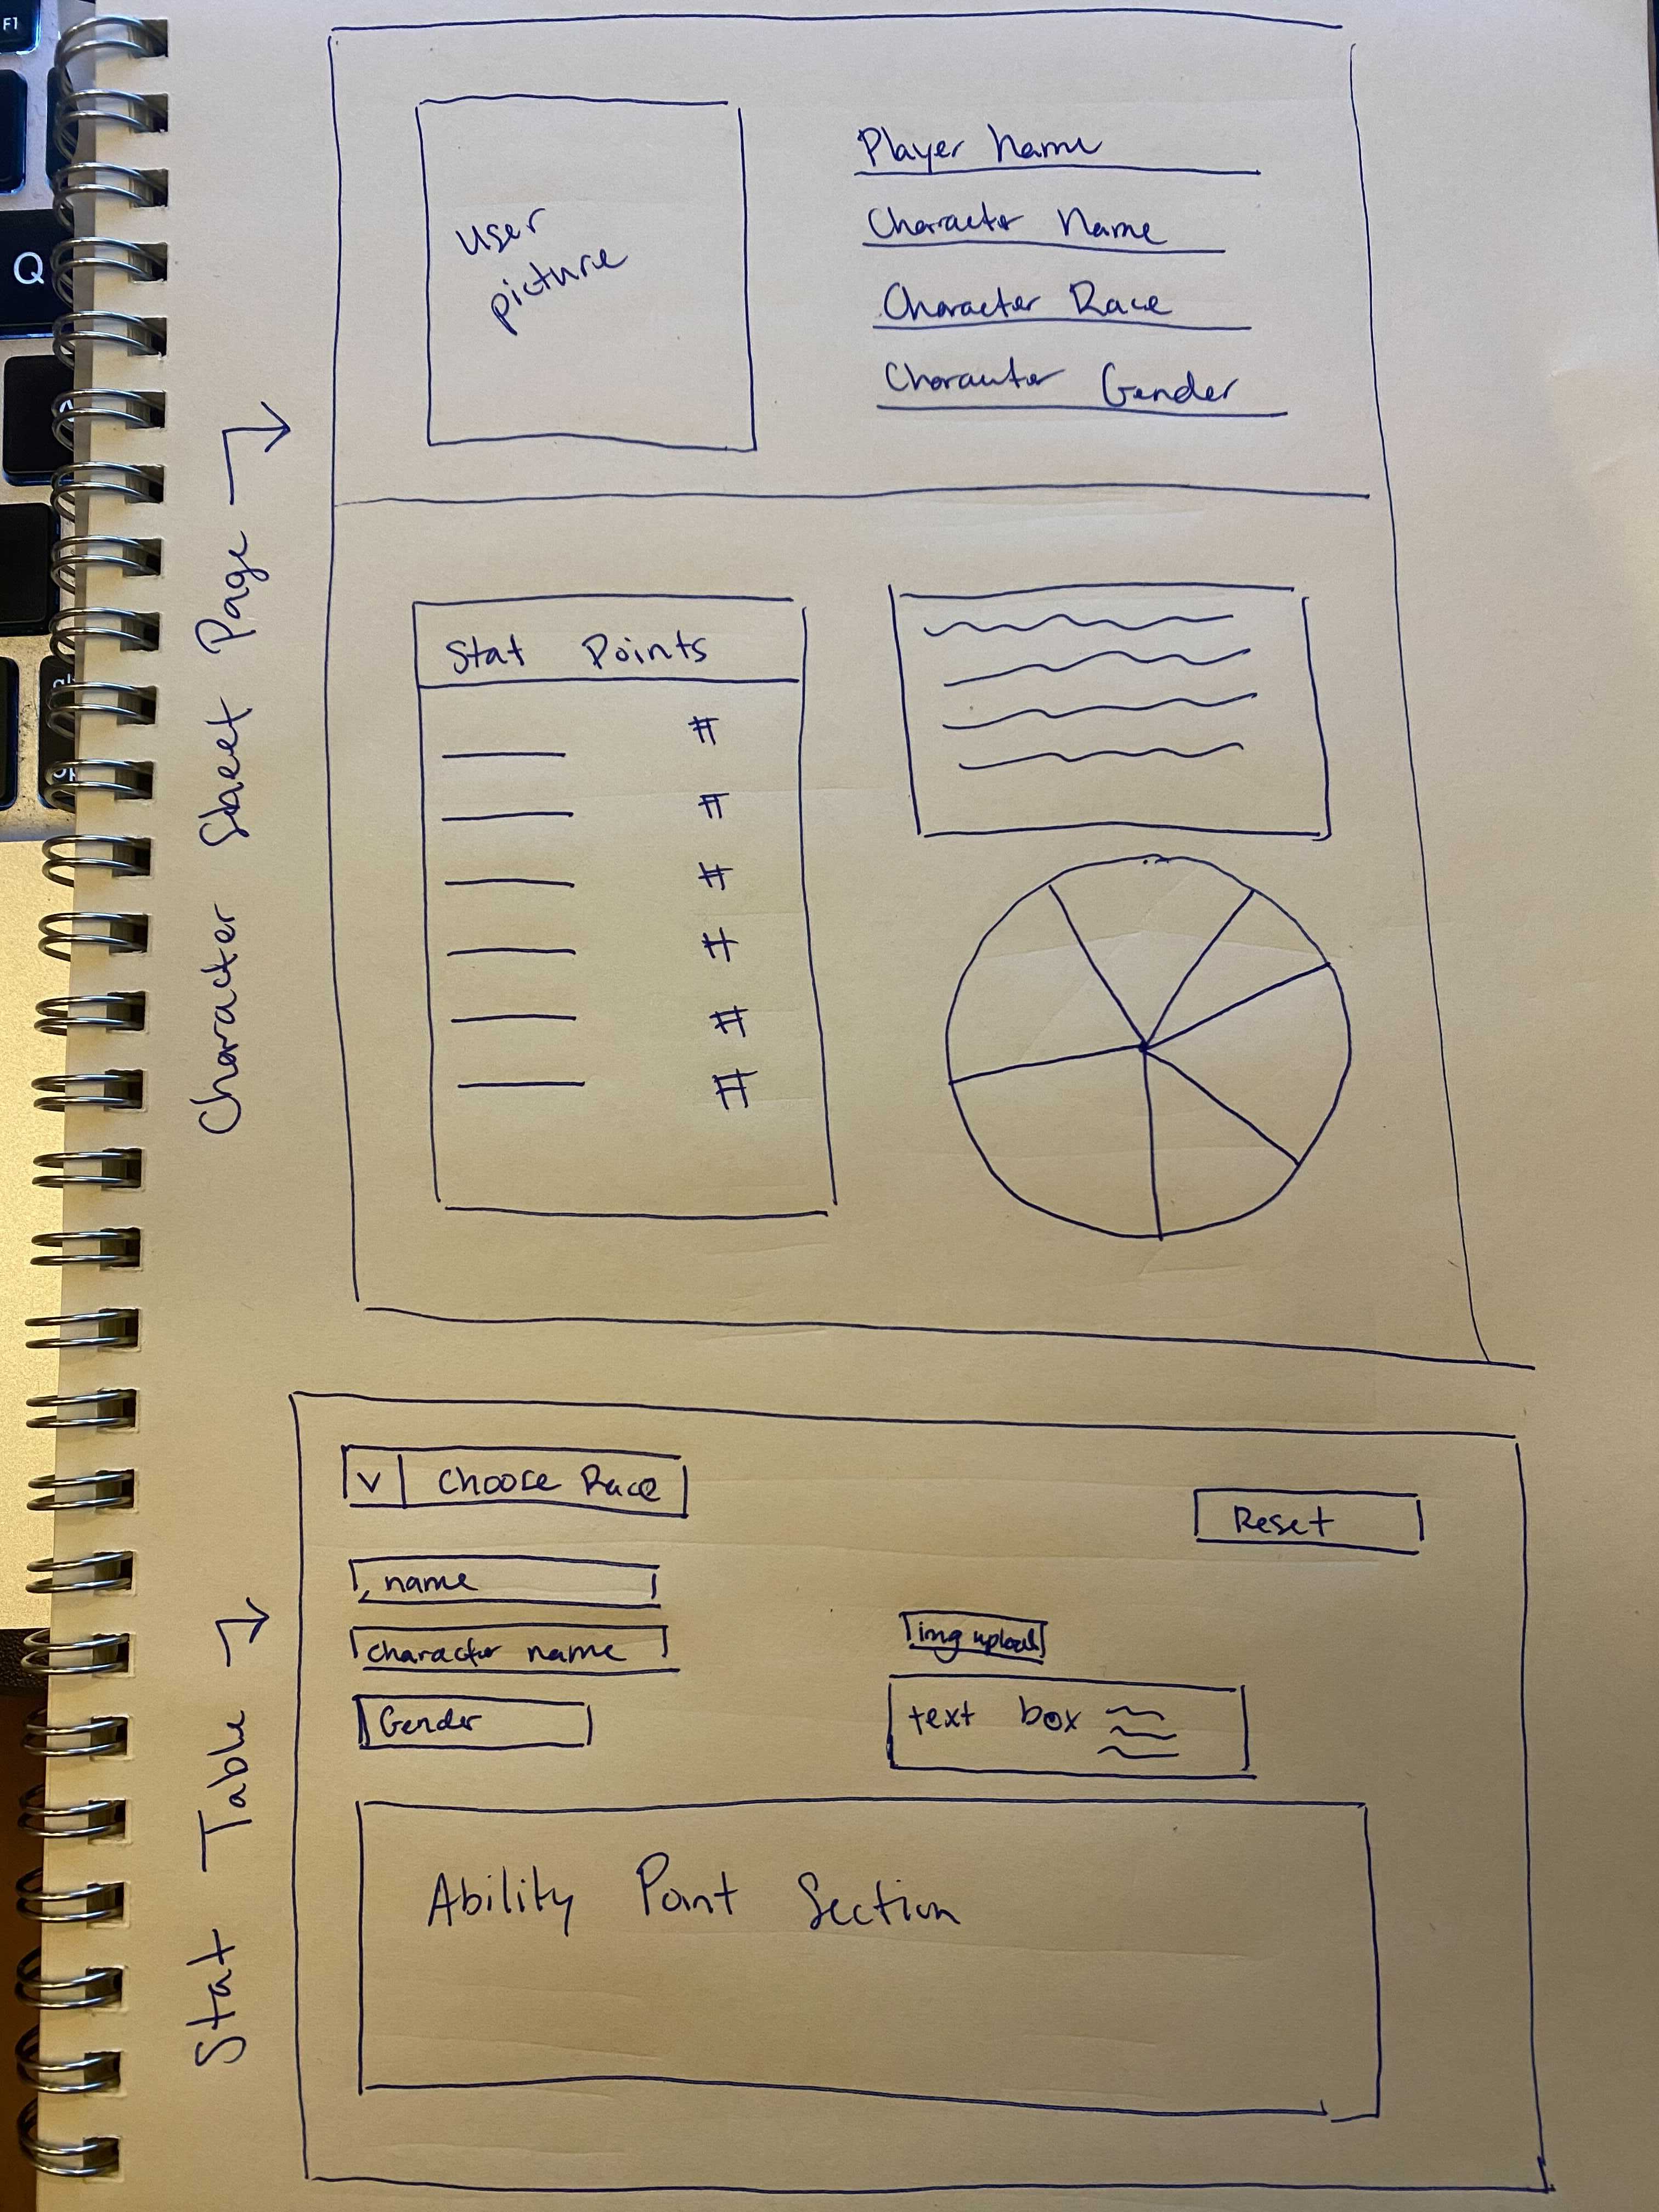 F1
Q
Character Sheet Page
User
picture
Player Name
Character Name
Character Race
Character Gender
Stat Points
#
#
#
#
#
#
Stat Table
V Choose Race
Reset
name
character name
img upload
Gender
text box
Ability Point Section